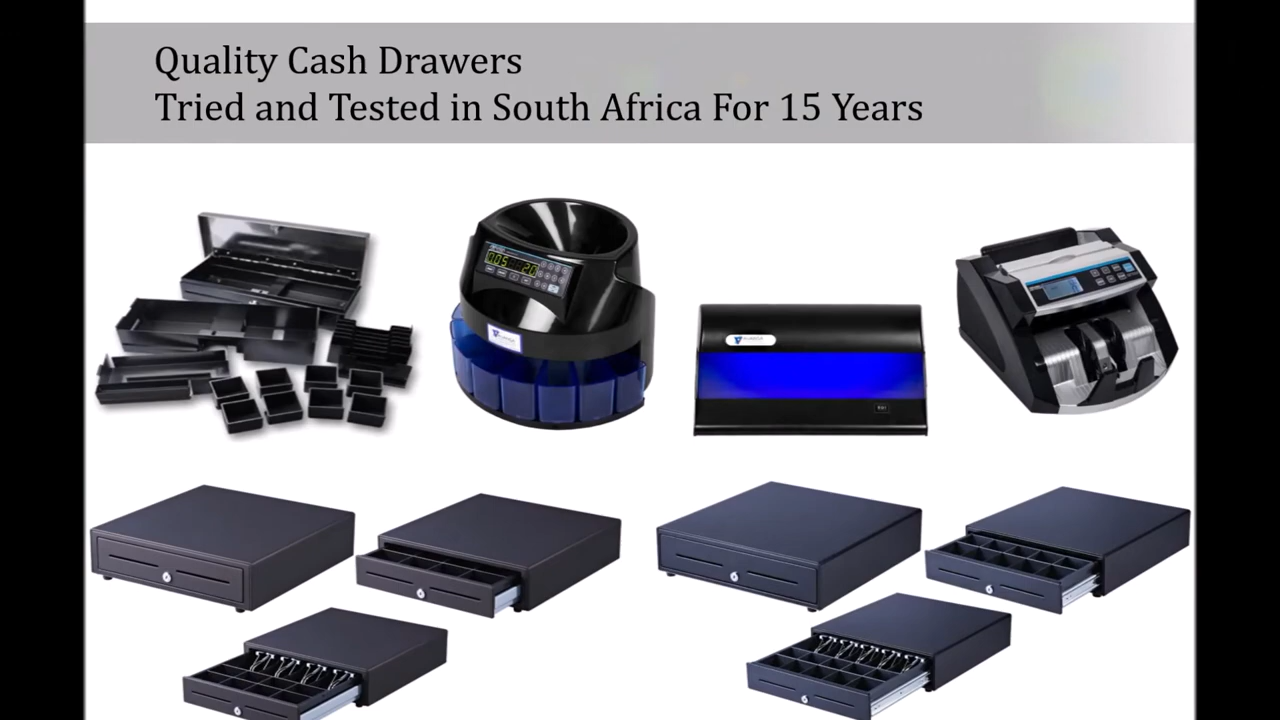 Quality Cash Drawers
Tried and Tested in South Africa For 15 Years